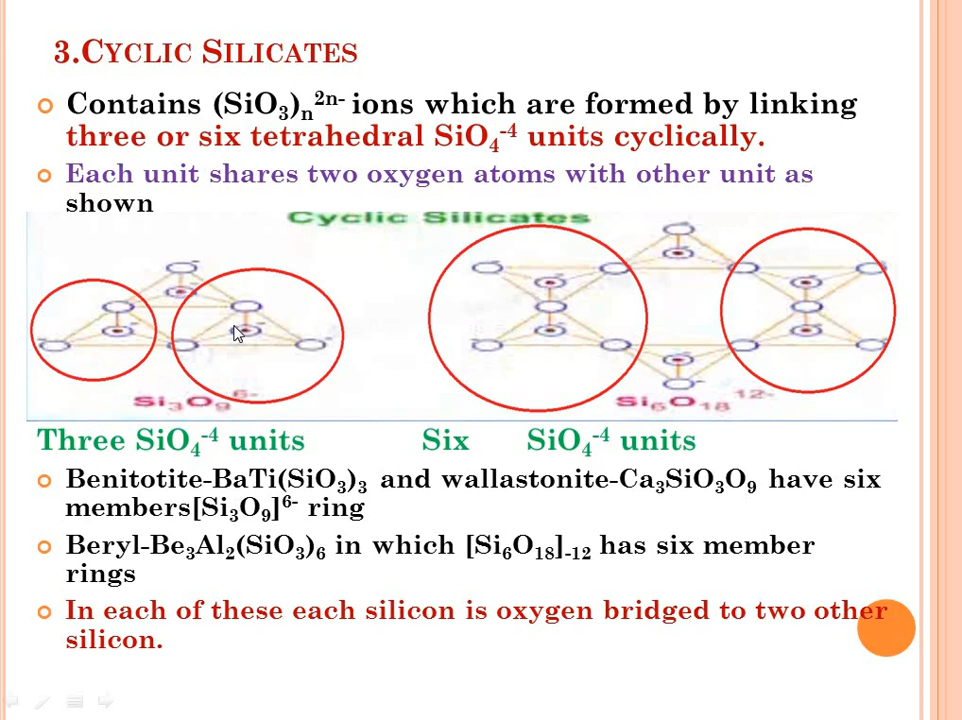 3.CYCLIC SILICATES
Contains (SiO₃)ₙ²ⁿ⁻ ions which are formed by linking
three or six tetrahedral SiO₄⁻⁴ units cyclically.
Each unit shares two oxygen atoms with other unit as
shown
Cyclic Silicates
Si₃O₉⁶⁻ Si₆O₁₈¹²⁻
Three SiO₄⁻⁴ units Six SiO₄⁻⁴ units
Benitotite-BaTi(SiO₃)₃ and wallastonite-Ca₃SiO₃O₉ have six
members[Si₃O₉]⁶⁻ ring
Beryl-Be₃Al₂(SiO₃)₆ in which [Si₆O₁₈]₋₁₂ has six member
rings
In each of these each silicon is oxygen bridged to two other
silicon.